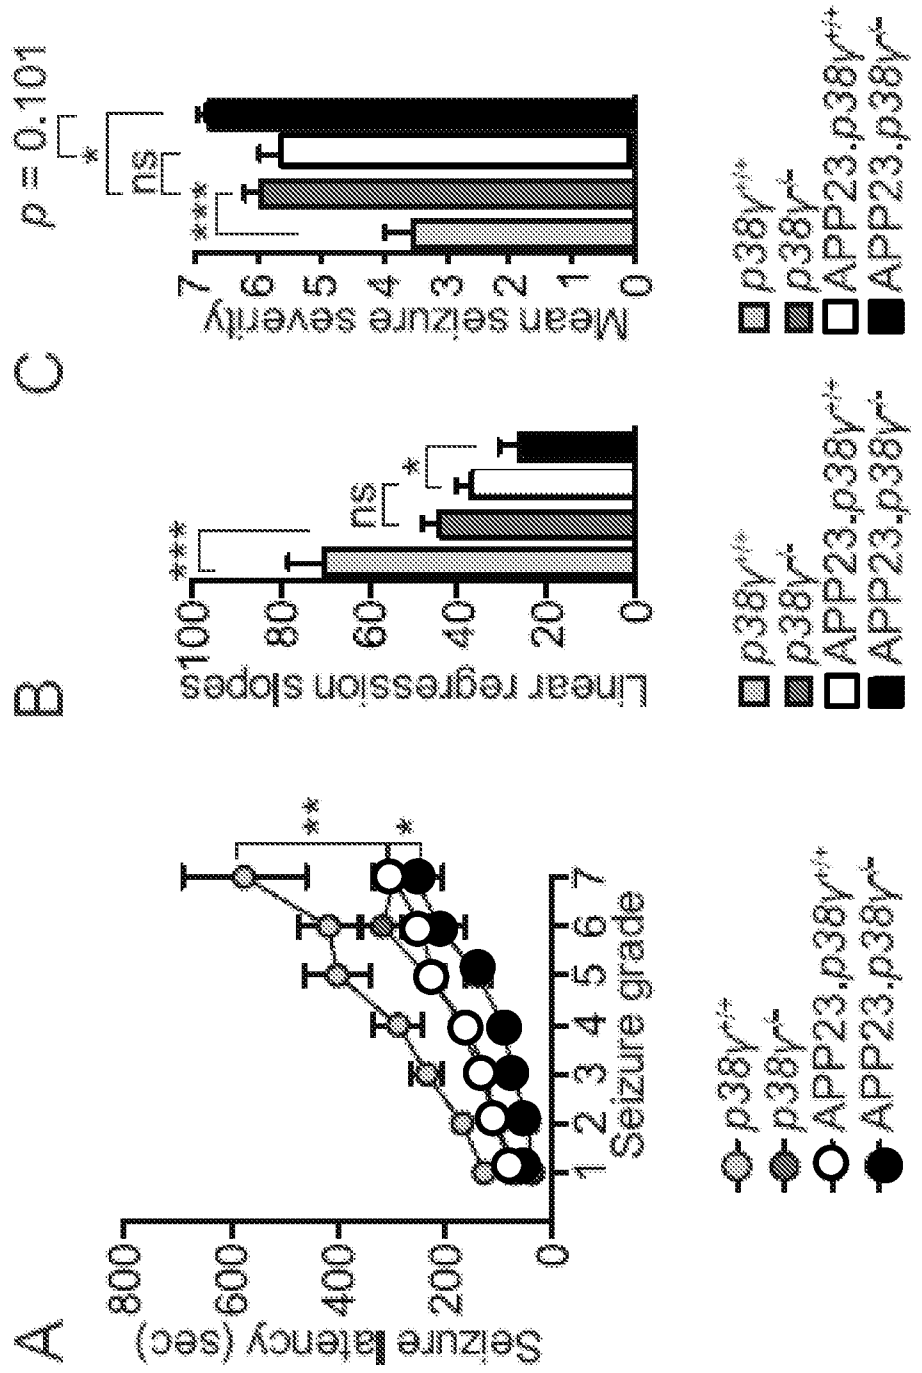 A
Seizure latency (sec)
800
600
400
200
0
1 2 3 4 5 6 7
Seizure grade
**
*
p38γ+/+
p38γ-/-
APP23.p38γ+/+
APP23.p38γ-/-
B
Linear regression slopes
100
80
60
40
20
0
***
ns
*
p38γ+/+
p38γ-/-
APP23.p38γ+/+
APP23.p38γ-/-
C
p = 0.101
Mean seizure severity
7
6
5
4
3
2
1
0
***
ns
*
p38γ+/+
p38γ-/-
APP23.p38γ+/+
APP23.p38γ-/-